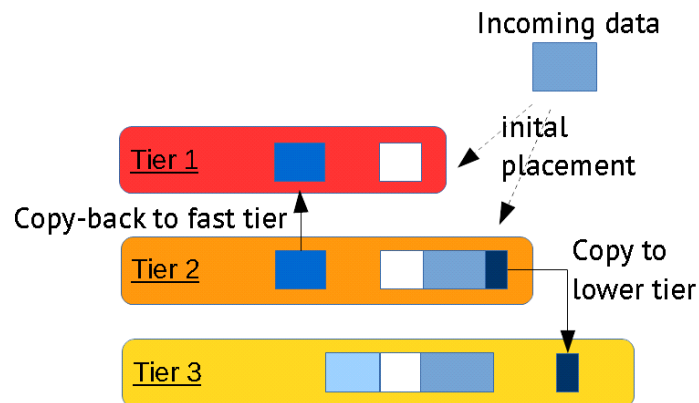 Incoming data
Tier 1
inital
placement
Copy-back to fast tier
Tier 2
Copy to
lower tier
Tier 3